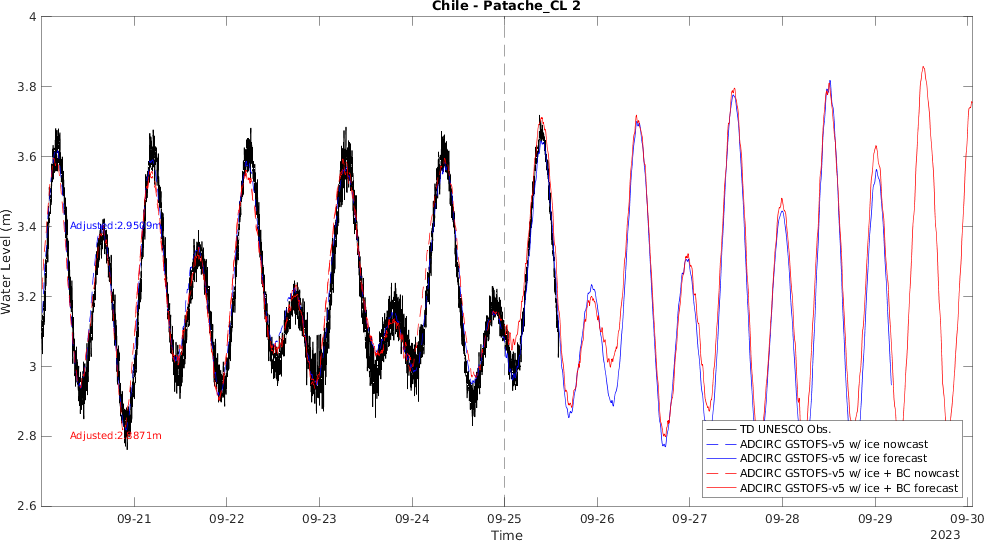 Chile - Patache_CL 2
4
3.8
3.6
3.4
3.2
3
2.8
2.6
Water Level (m)
Adjusted:2.9509m
Adjusted:2.8871m
TD UNESCO Obs.
ADCIRC GSTOFS-v5 w/ ice nowcast
ADCIRC GSTOFS-v5 w/ ice forecast
ADCIRC GSTOFS-v5 w/ ice + BC nowcast
ADCIRC GSTOFS-v5 w/ ice + BC forecast
09-21 09-22 09-23 09-24 09-25 09-26 09-27 09-28 09-29 09-30
Time
2023